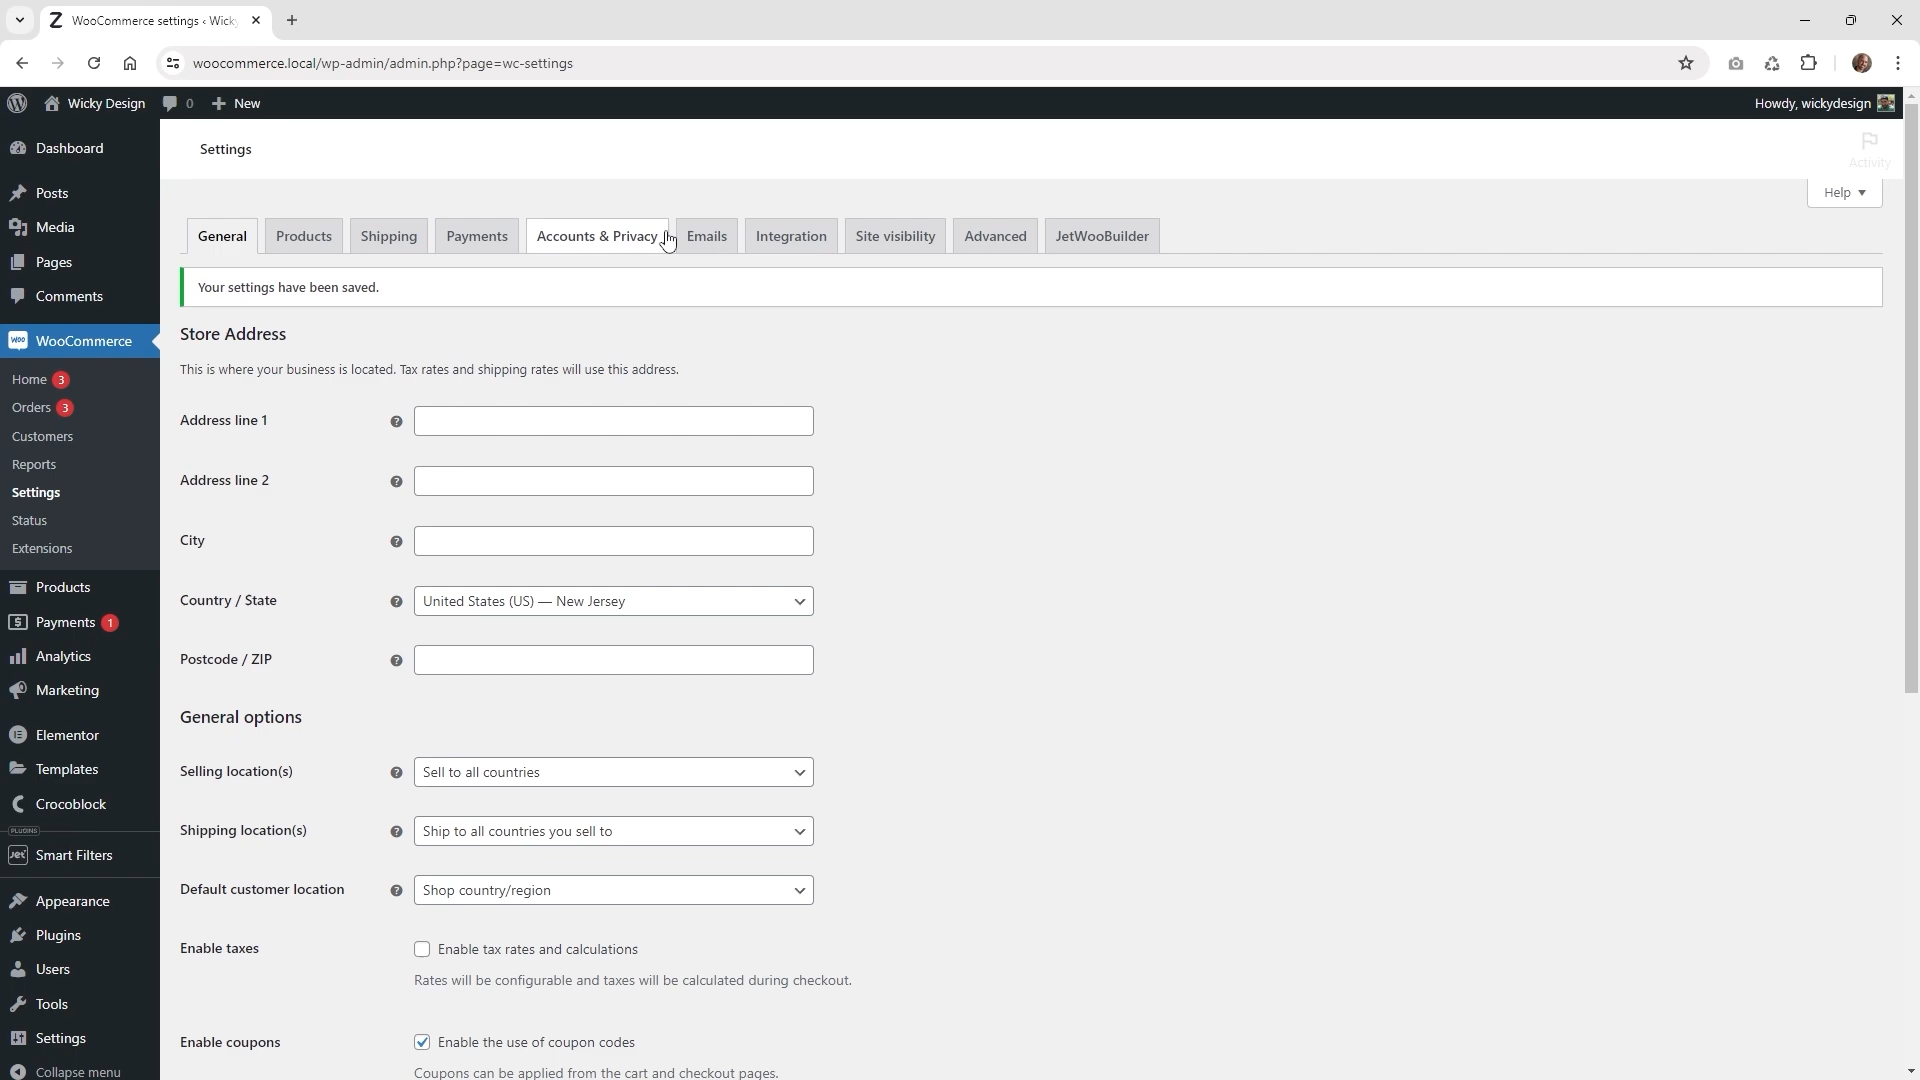 WooCommerce settings ‹ Wick
woocommerce.local/wp-admin/admin.php?page=wc-settings
Wicky Design 0 New Howdy, wickydesign
Dashboard
Posts
Media
Pages
Comments
WooCommerce
Home 3
Orders 3
Customers
Reports
Settings
Status
Extensions
Products
Payments 1
Analytics
Marketing
Elementor
Templates
Crocoblock
PLUGINS
Smart Filters
Appearance
Plugins
Users
Tools
Settings
Collapse menu
Settings
Activity
Help
General Products Shipping Payments Accounts & Privacy Emails Integration Site visibility Advanced JetWooBuilder
Your settings have been saved.
Store Address
This is where your business is located. Tax rates and shipping rates will use this address.
Address line 1
Address line 2
City
Country / State United States (US) — New Jersey
Postcode / ZIP
General options
Selling location(s) Sell to all countries
Shipping location(s) Ship to all countries you sell to
Default customer location Shop country/region
Enable taxes Enable tax rates and calculations
Rates will be configurable and taxes will be calculated during checkout.
Enable coupons Enable the use of coupon codes
Coupons can be applied from the cart and checkout pages.